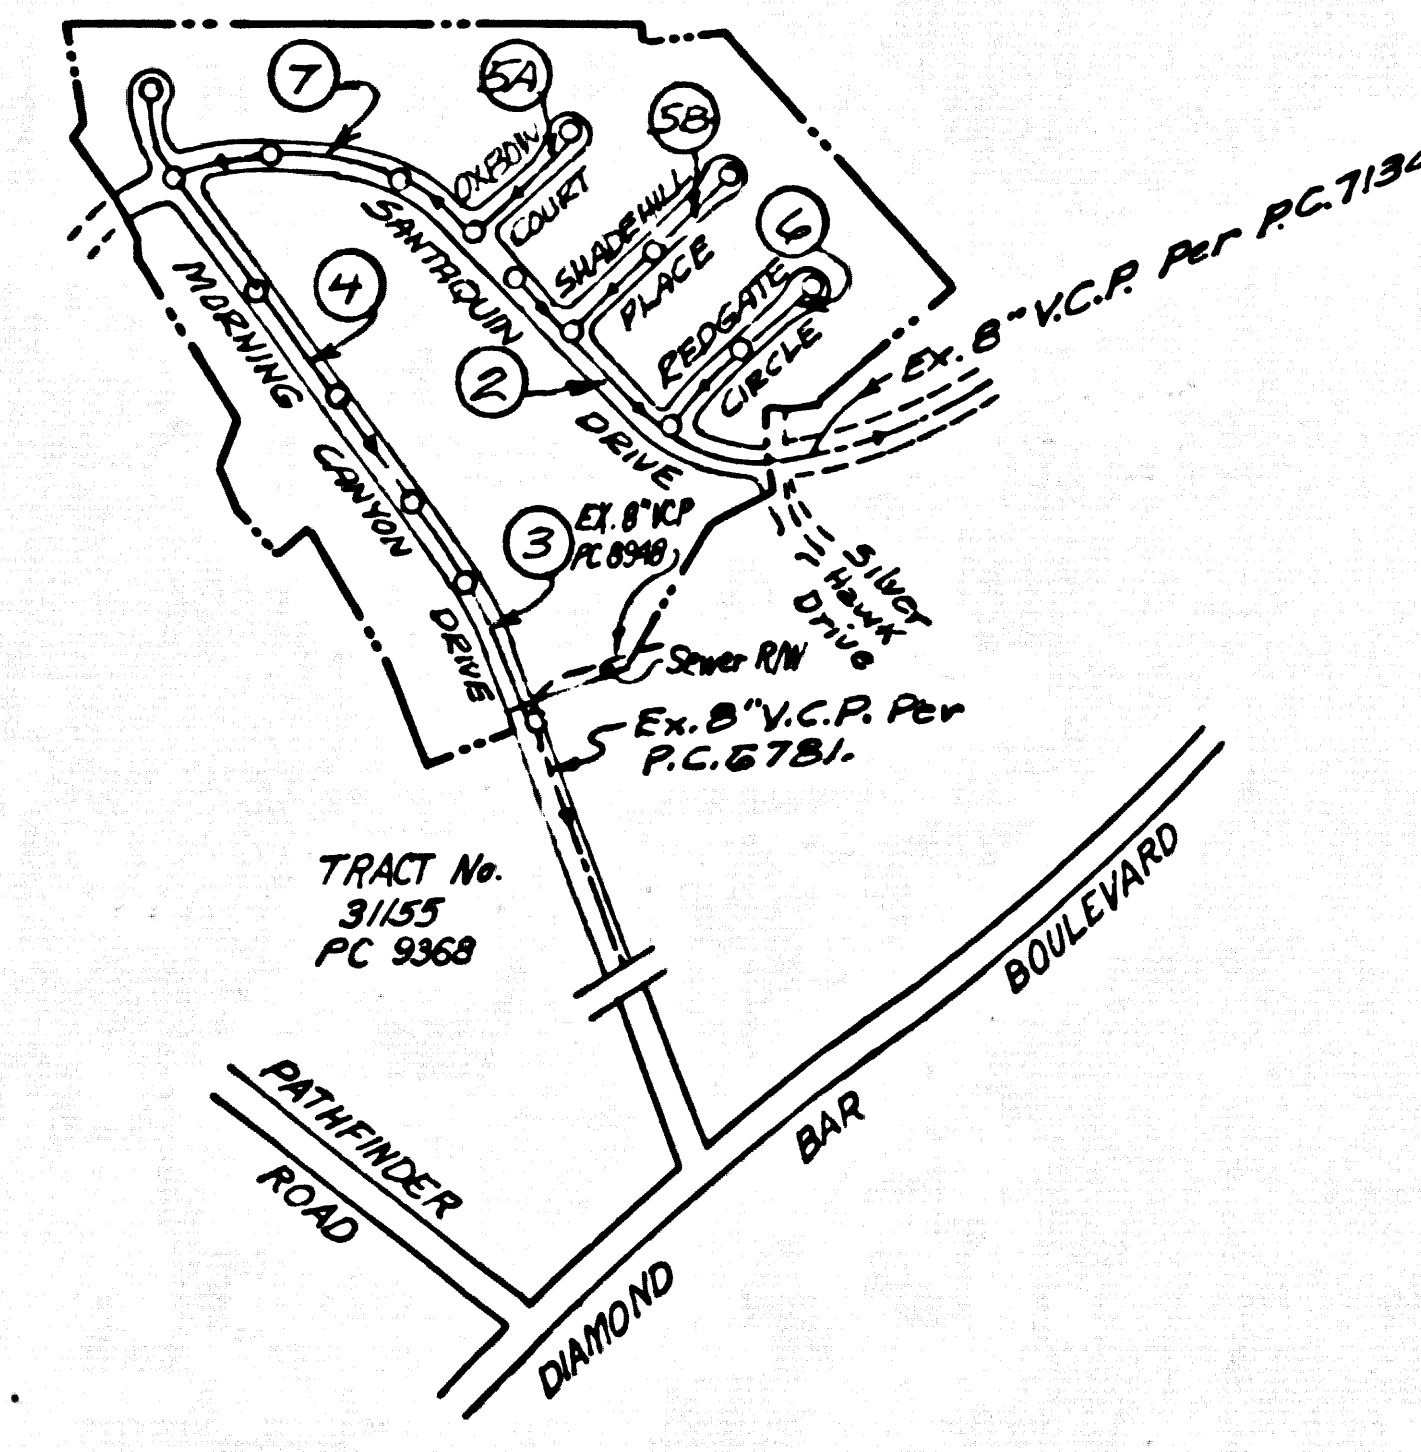 7
5A
5B
6
OXBOW
COURT
SHADEHILL
PLACE
REDGATE
CIRCLE
SANTAQUIN
DRIVE
2
4
MORNING
CANYON
DRIVE
3
EX. 8" VCP
PC 8948
Ex. 8" V.C.P. Per P.C. 7134
Silver
Hawk
Drive
Sewer R/W
Ex. 8" V.C.P. Per
P.C. 6781.
TRACT No.
31155
PC 9368
PATHFINDER
ROAD
DIAMOND
BAR
BOULEVARD